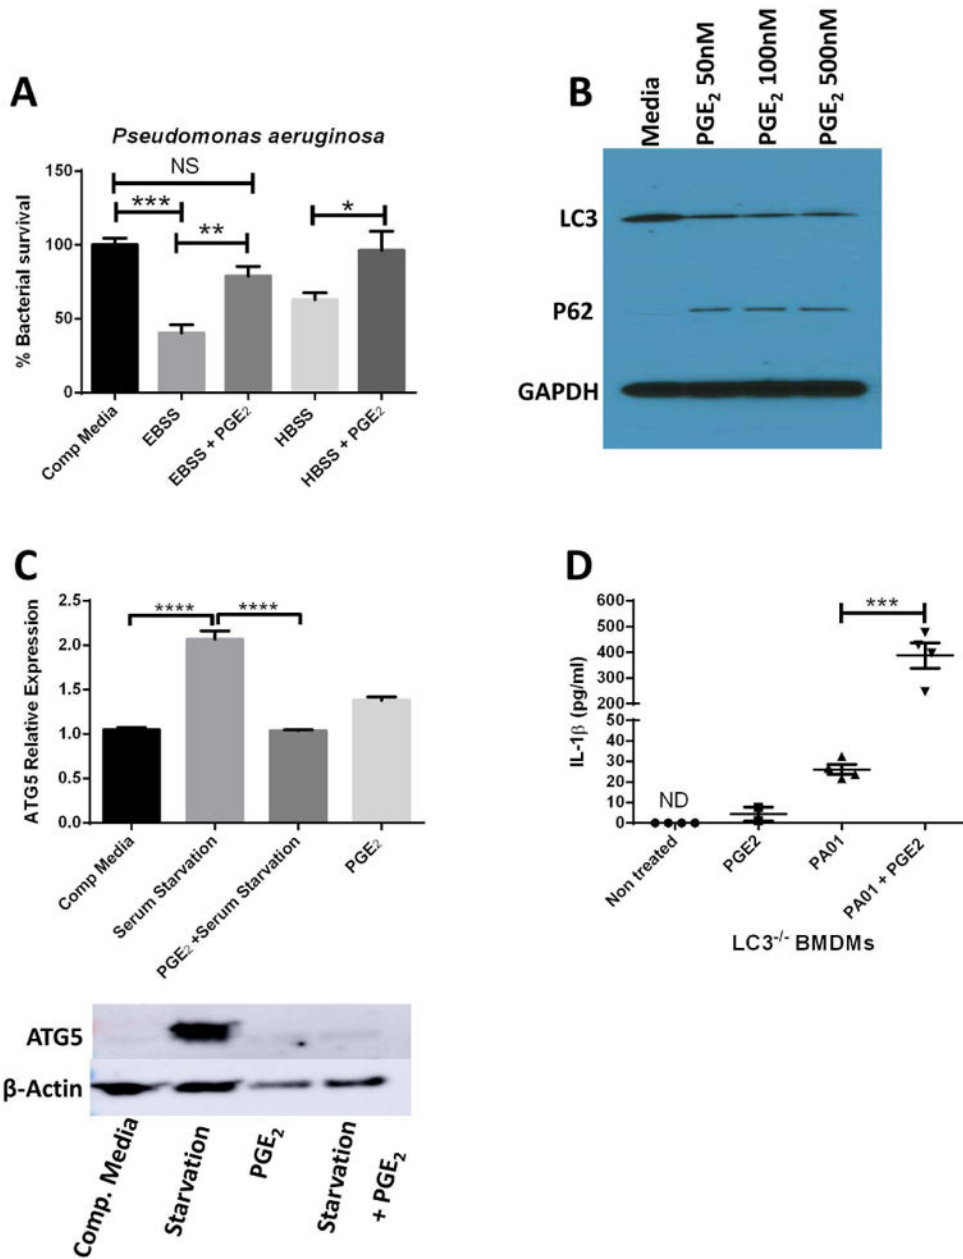 A
Pseudomonas aeruginosa
% Bacterial survival
150
100
50
0
NS
***
**
*
Comp Media
EBSS
EBSS + PGE₂
HBSS
HBSS + PGE₂
B
Media
PGE₂ 50nM
PGE₂ 100nM
PGE₂ 500nM
LC3
P62
GAPDH
C
ATG5 Relative Expression
2.5
2.0
1.5
1.0
0.5
0.0
****
****
Comp Media
Serum Starvation
PGE₂ +Serum Starvation
PGE₂
ATG5
β-Actin
Comp. Media
Starvation
PGE₂
Starvation
+ PGE₂
D
IL-1β (pg/ml)
600
500
400
300
200
100
50
40
30
20
10
0
ND
***
Non treated
PGE2
PA01
PA01 + PGE2
LC3⁻/⁻ BMDMs